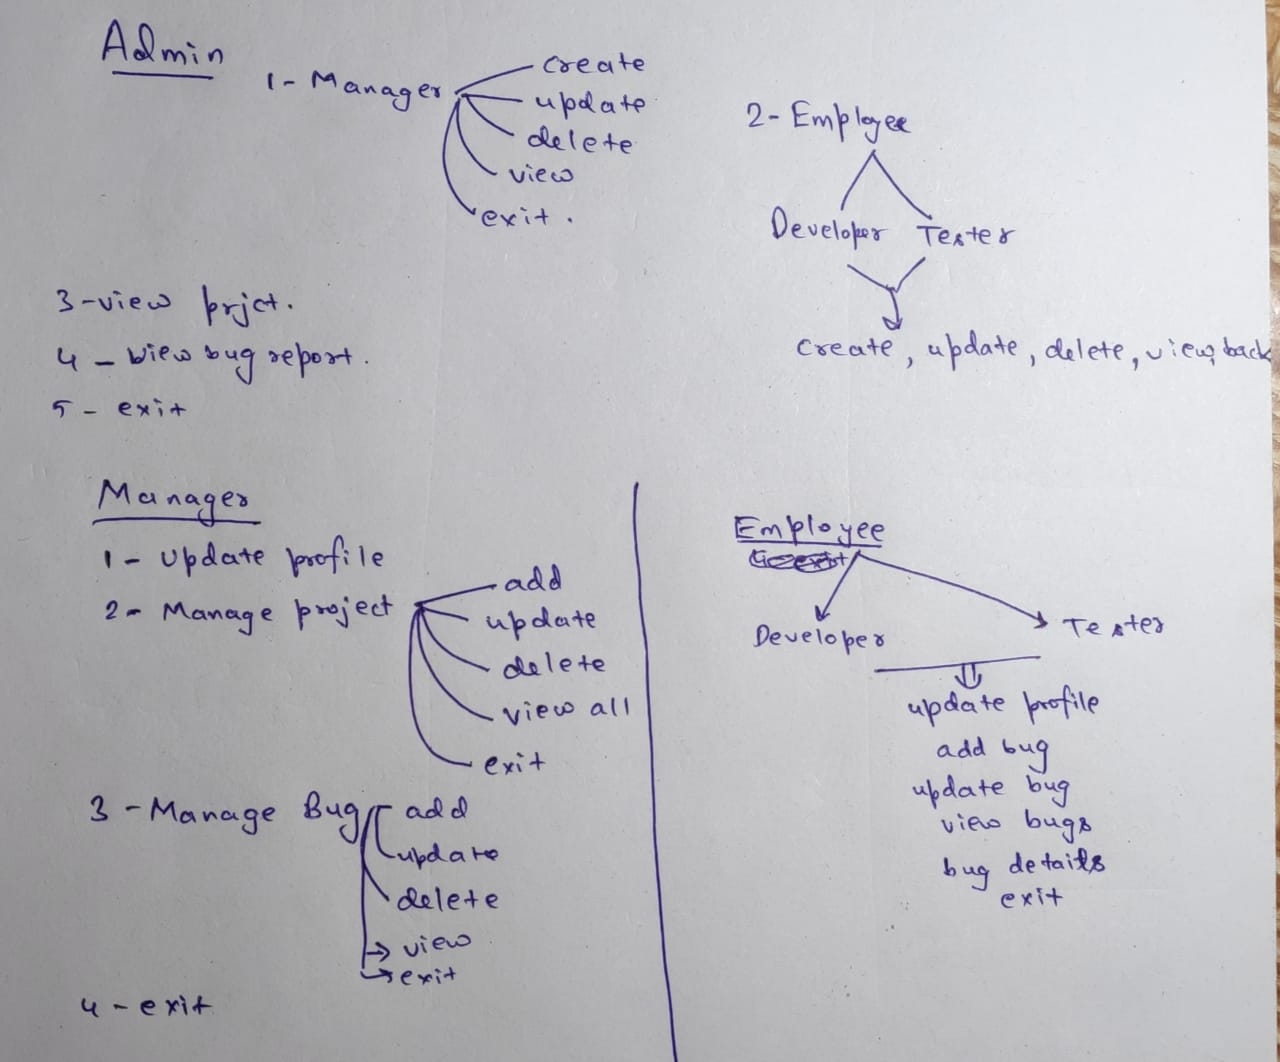 Admin
1- Manager
create
update
delete
view
exit.
2- Employee
Developer Tester
create, update, delete, view, back
3-view prjct.
4 - view bug report.
5 - exit
Manager
1 - Update profile
2- Manage project
add
update
delete
view all
exit
3 - Manage Bug
add
update
delete
view
exit
4 - exit
Employee
Developer Tester
update profile
add bug
update bug
view bugs
bug details
exit